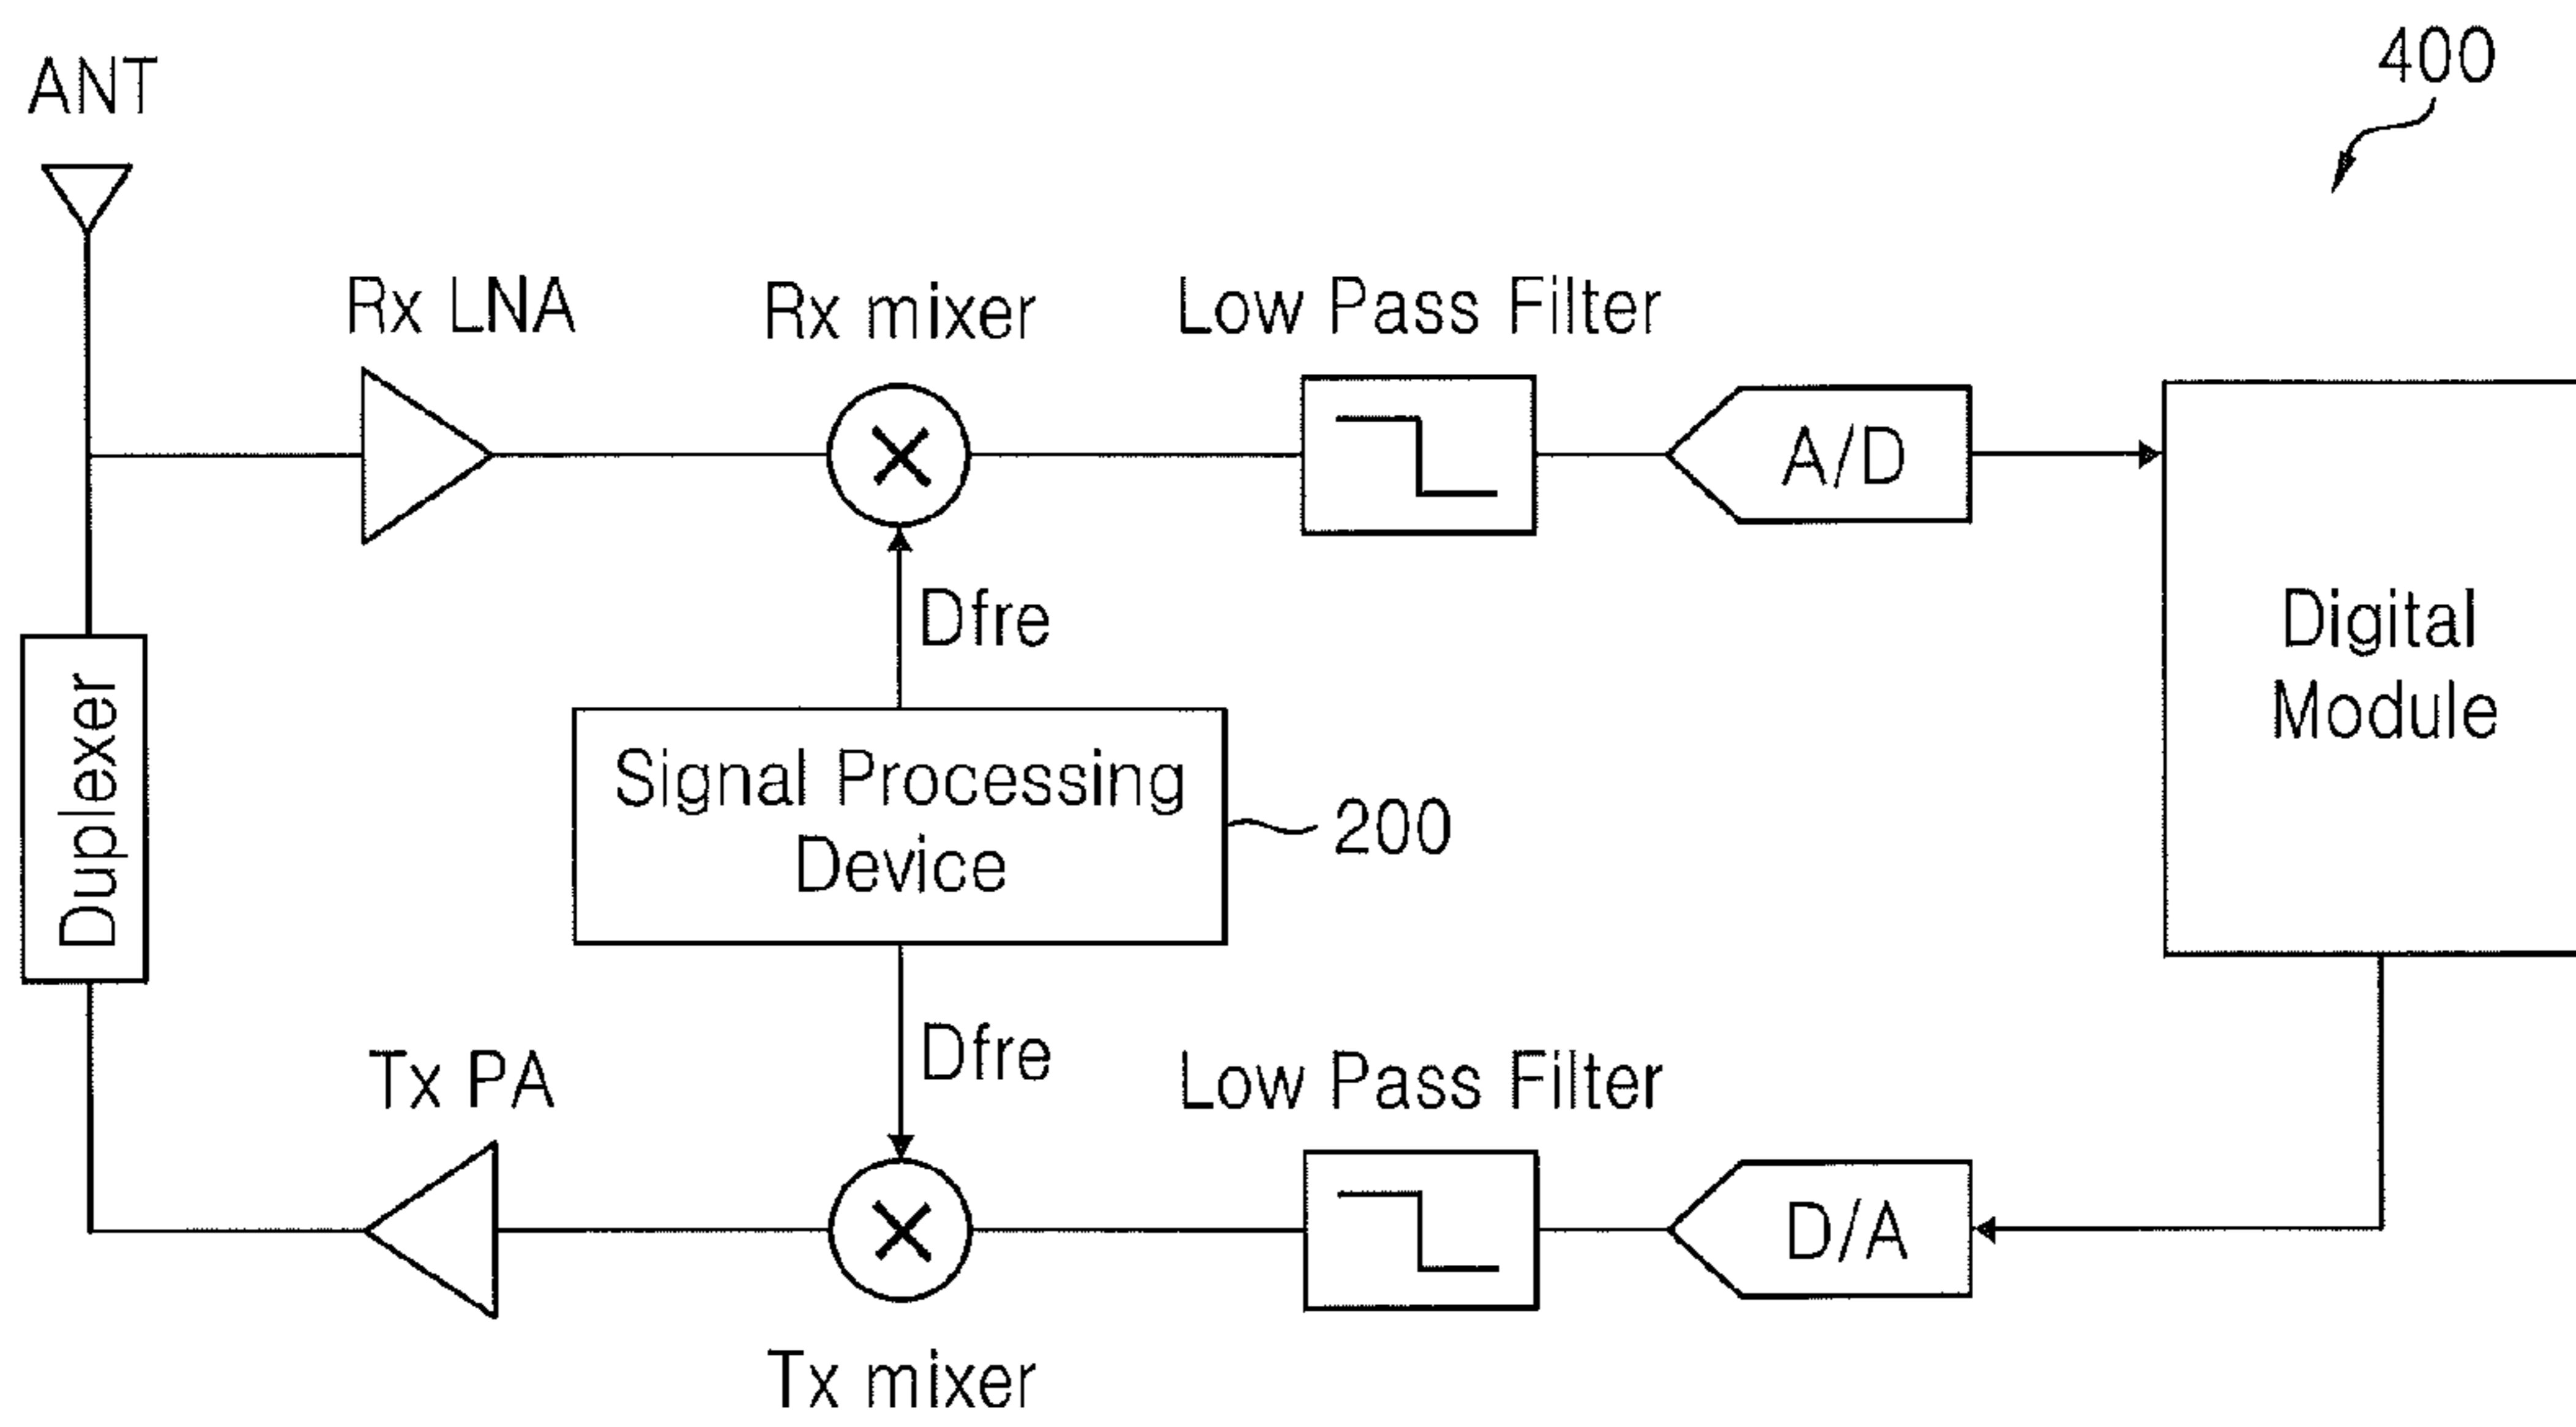 400
ANT
Rx LNA
Rx mixer
Low Pass Filter
A/D
Digital
Module
Dfre
Duplexer
Signal Processing
Device
200
Dfre
Tx PA
Low Pass Filter
D/A
Tx mixer